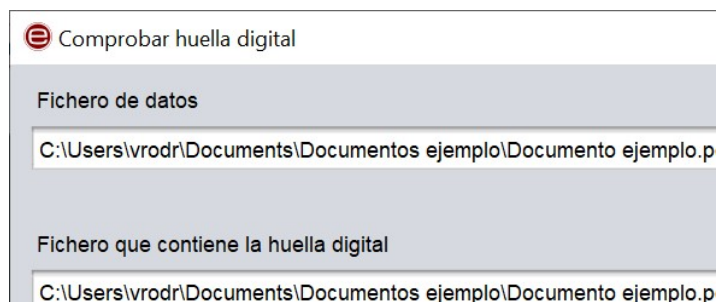 Comprobar huella digital
Fichero de datos
C:\Users\vrodr\Documents\Documentos ejemplo\Documento ejemplo.p
Fichero que contiene la huella digital
C:\Users\vrodr\Documents\Documentos ejemplo\Documento ejemplo.p